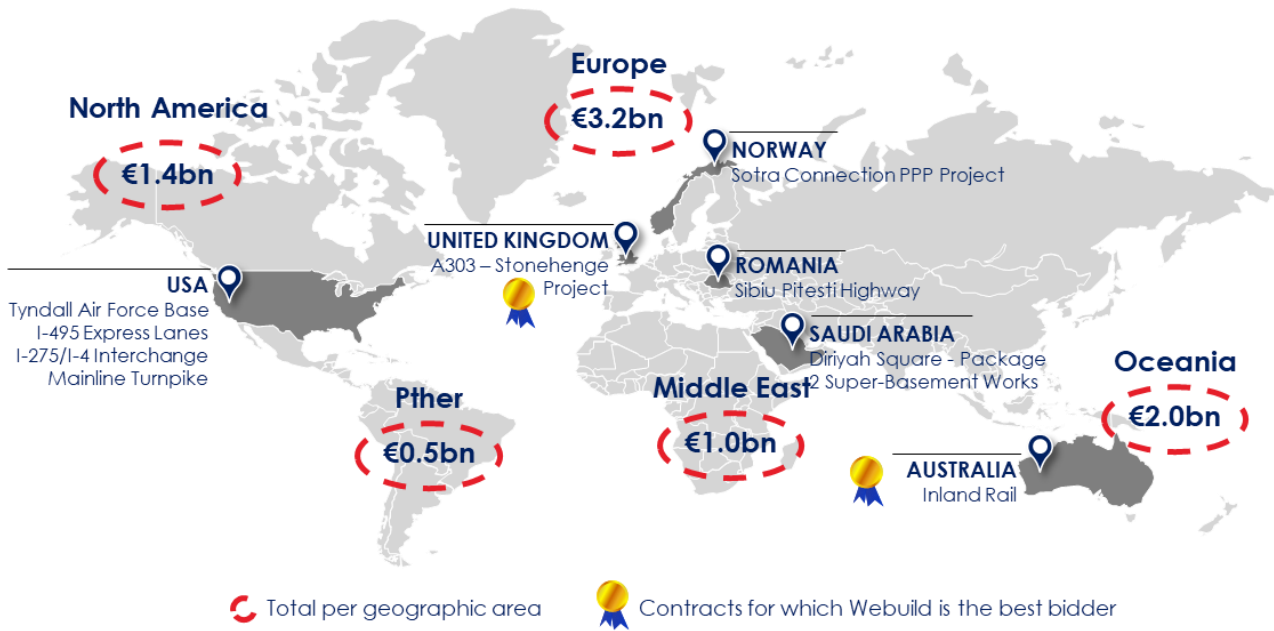 Europe
€3.2bn
North America
€1.4bn
NORWAY
Sotra Connection PPP Project
UNITED KINGDOM
A303 – Stonehenge
Project
ROMANIA
Sibiu Pitesti Highway
USA
Tyndall Air Force Base
I-495 Express Lanes
I-275/I-4 Interchange
Mainline Turnpike
SAUDI ARABIA
Diriyah Square - Package
2 Super-Basement Works
Oceania
€2.0bn
Pther
€0.5bn
Middle East
€1.0bn
AUSTRALIA
Inland Rail
Total per geographic area
Contracts for which Webuild is the best bidder